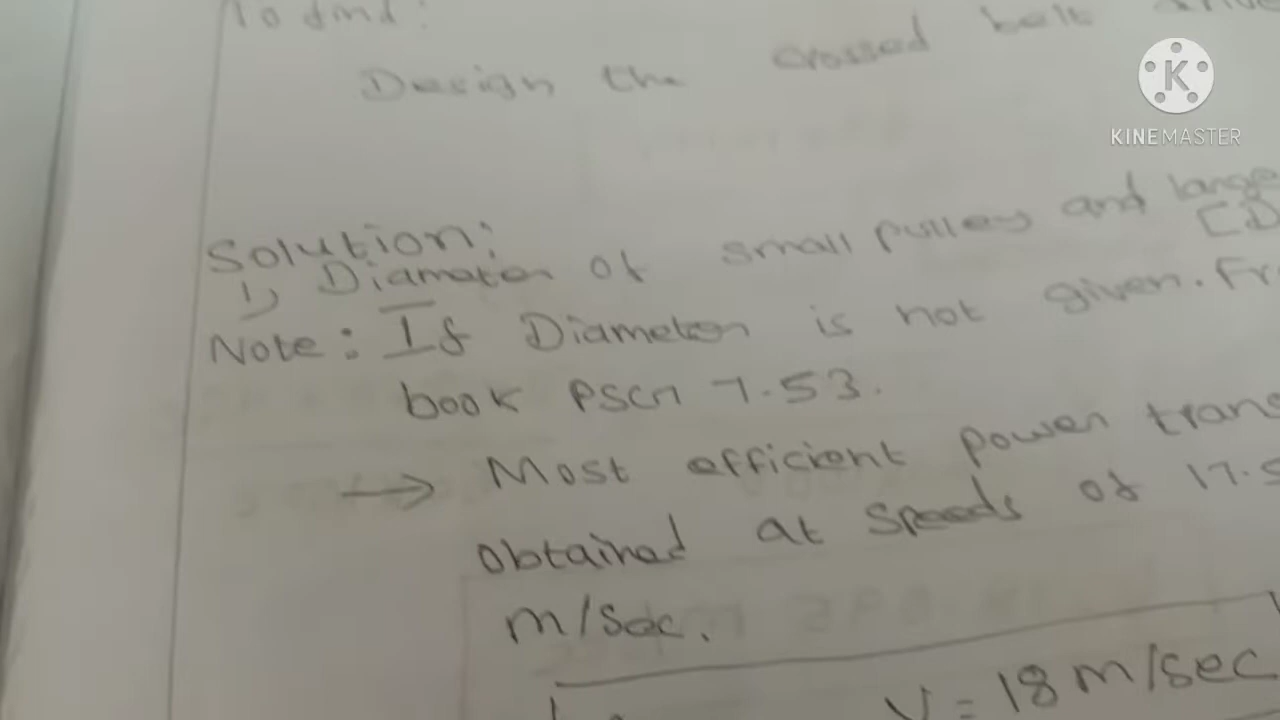 To find:
Design the crossed belt drive
Solution:
1) Diameter of small pulley and large
[D
Note: If Diameter is not given. Fr
book PSG 7.53.
→ Most efficient power trans
obtained at speeds of 17.5
m/sec.
V = 18 m/sec
K
KINEMASTER